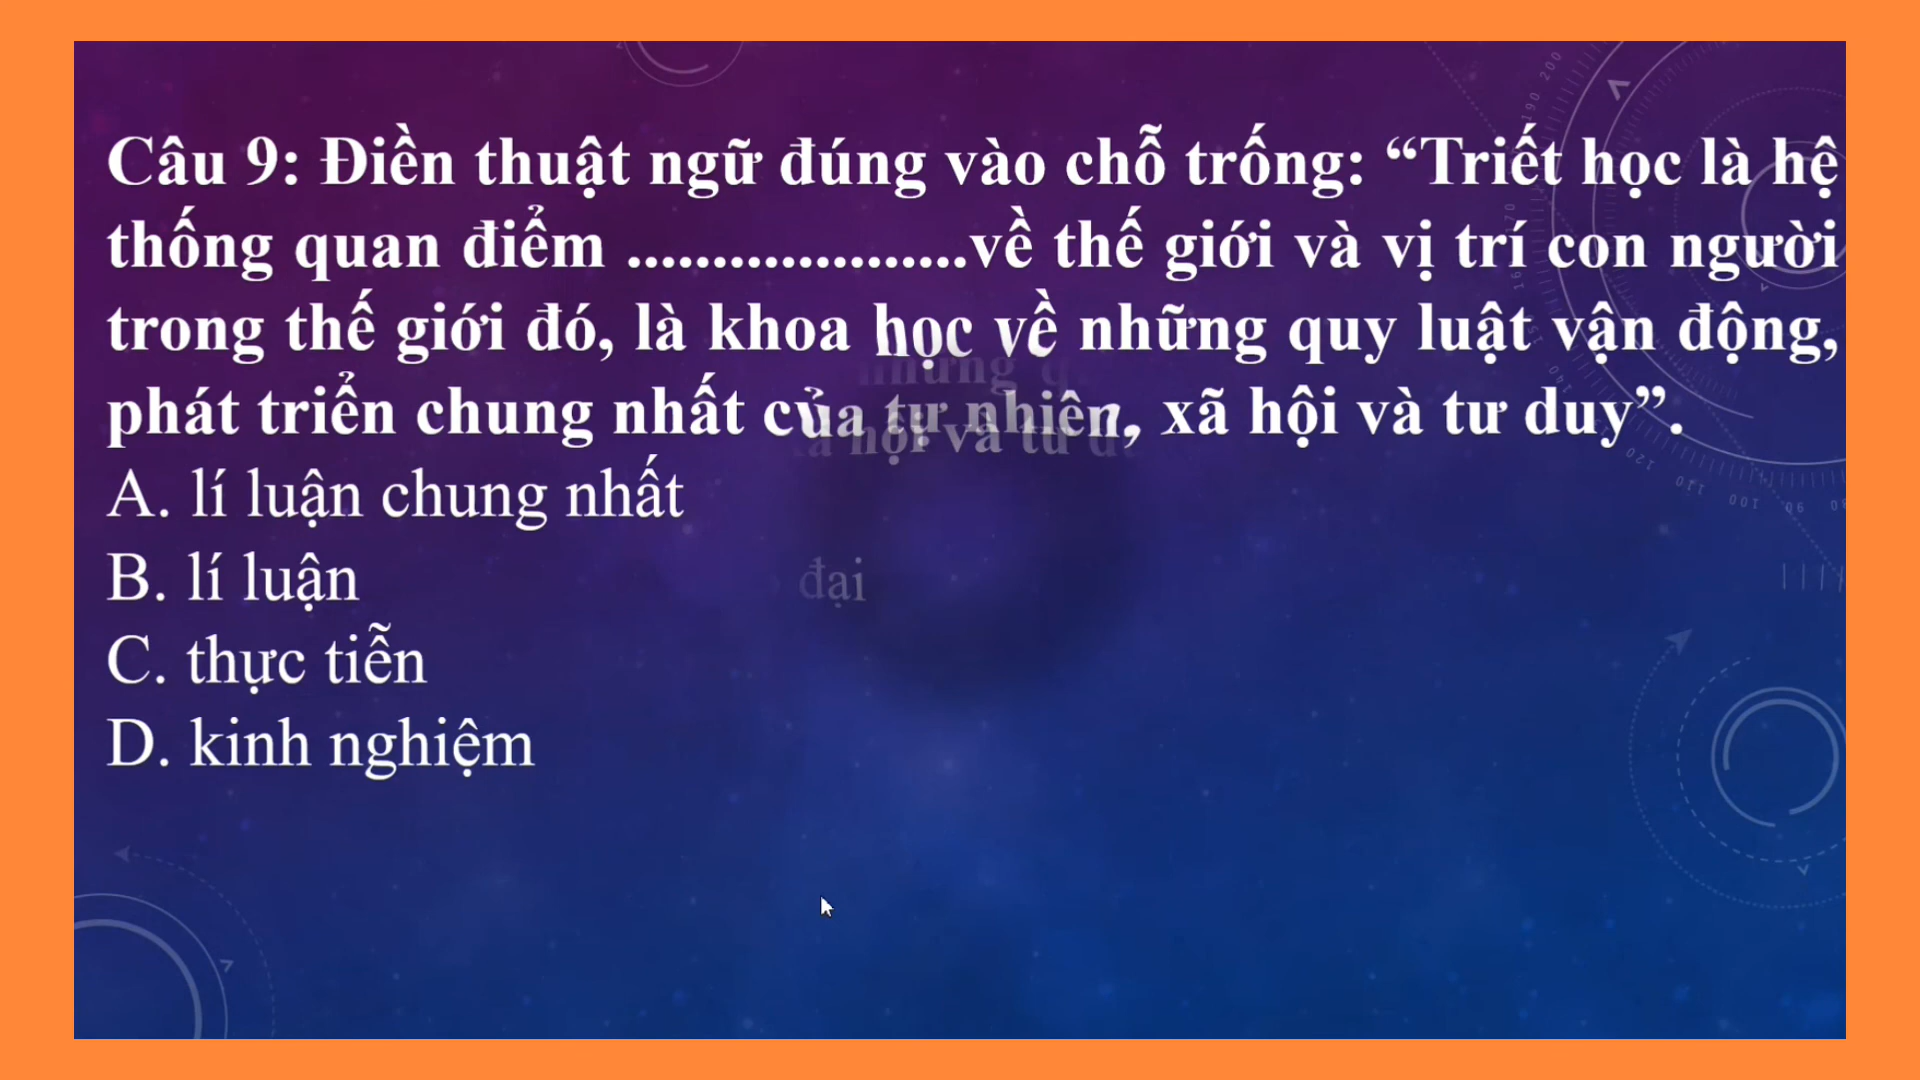 Câu 9: Điền thuật ngữ đúng vào chỗ trống: “Triết học là hệ
thống quan điểm ....................về thế giới và vị trí con người
trong thế giới đó, là khoa học về những quy luật vận động,
phát triển chung nhất của tự nhiên, xã hội và tư duy”.
A. lí luận chung nhất
B. lí luận
đại
C. thực tiễn
D. kinh nghiệm